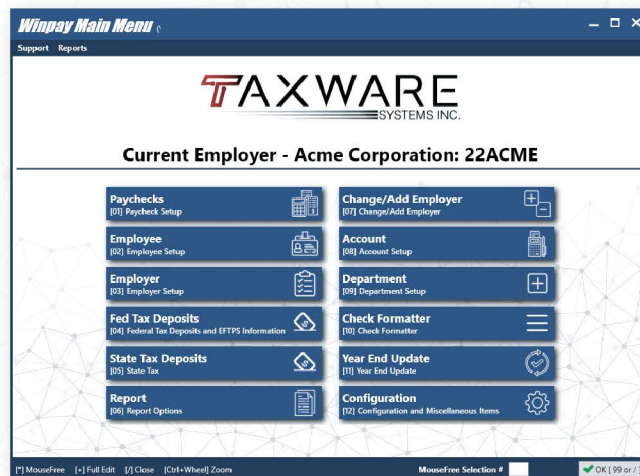 Winpay Main Menu
Support Reports
TAXWARE
SYSTEMS INC.
Current Employer - Acme Corporation: 22ACME
Paychecks
[01] Paycheck Setup
Change/Add Employer
[07] Change/Add Employer
Employee
[02] Employee Setup
Account
[08] Account Setup
Employer
[03] Employer Setup
Department
[09] Department Setup
Fed Tax Deposits
[04] Federal Tax Deposits and EFTPS Information
Check Formatter
[10] Check Formatter
State Tax Deposits
[05] State Tax
Year End Update
[11] Year End Update
Report
[06] Report Options
Configuration
[12] Configuration and Miscellaneous Items
[*] MouseFree [+] Full Edit [/] Close [Ctrl+Wheel] Zoom MouseFree Selection # OK [ 99 or /